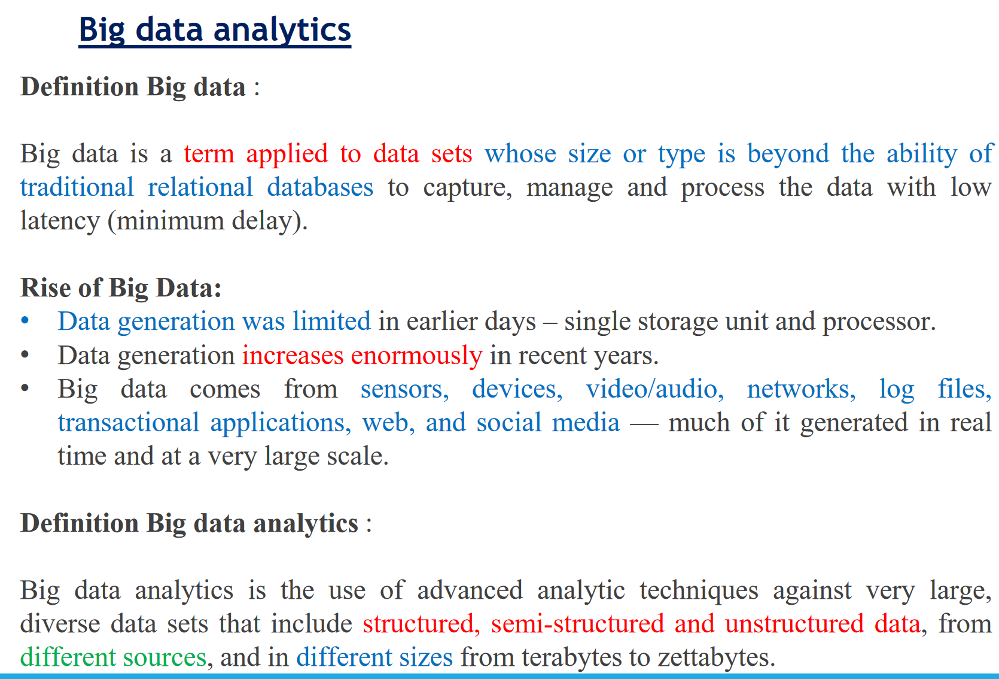 Big data analytics
Definition Big data :
Big data is a term applied to data sets whose size or type is beyond the ability of
traditional relational databases to capture, manage and process the data with low
latency (minimum delay).
Rise of Big Data:
• Data generation was limited in earlier days – single storage unit and processor.
• Data generation increases enormously in recent years.
• Big data comes from sensors, devices, video/audio, networks, log files,
transactional applications, web, and social media — much of it generated in real
time and at a very large scale.
Definition Big data analytics :
Big data analytics is the use of advanced analytic techniques against very large,
diverse data sets that include structured, semi-structured and unstructured data, from
different sources, and in different sizes from terabytes to zettabytes.